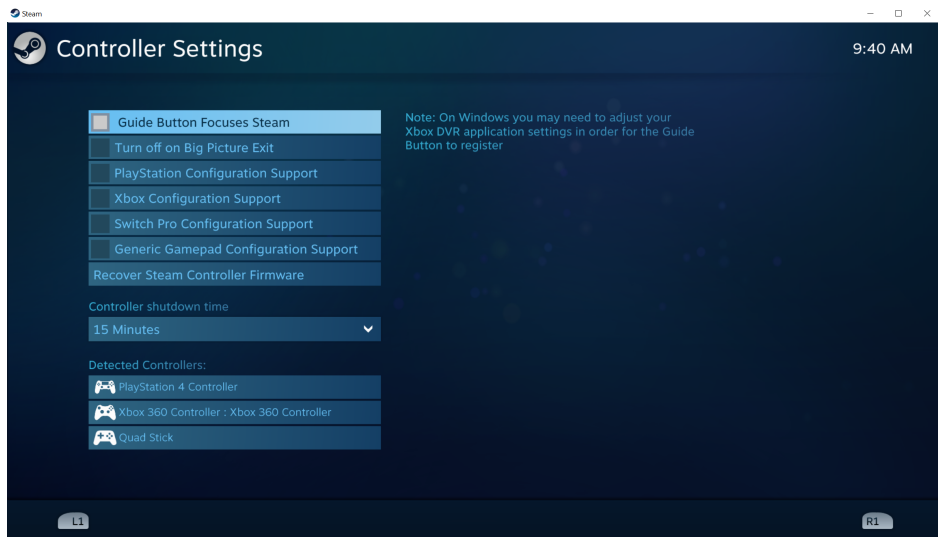 Steam
Controller Settings
9:40 AM
Guide Button Focuses Steam
Turn off on Big Picture Exit
PlayStation Configuration Support
Xbox Configuration Support
Switch Pro Configuration Support
Generic Gamepad Configuration Support
Recover Steam Controller Firmware
Note: On Windows you may need to adjust your
Xbox DVR application settings in order for the Guide
Button to register
Controller shutdown time
15 Minutes
Detected Controllers:
PlayStation 4 Controller
Xbox 360 Controller : Xbox 360 Controller
Quad Stick
L1
R1